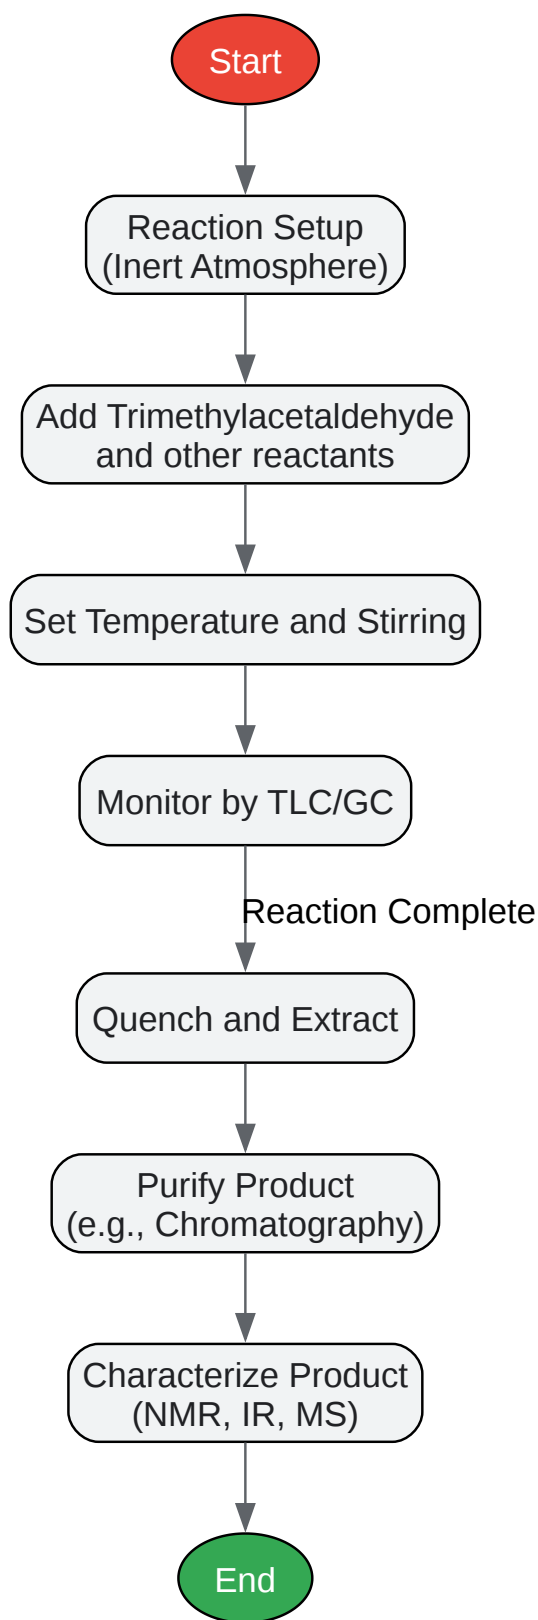 Start
Reaction Setup
(Inert Atmosphere)
Add Trimethylacetaldehyde
and other reactants
Set Temperature and Stirring
Monitor by TLC/GC
Reaction Complete
Quench and Extract
Purify Product
(e.g., Chromatography)
Characterize Product
(NMR, IR, MS)
End